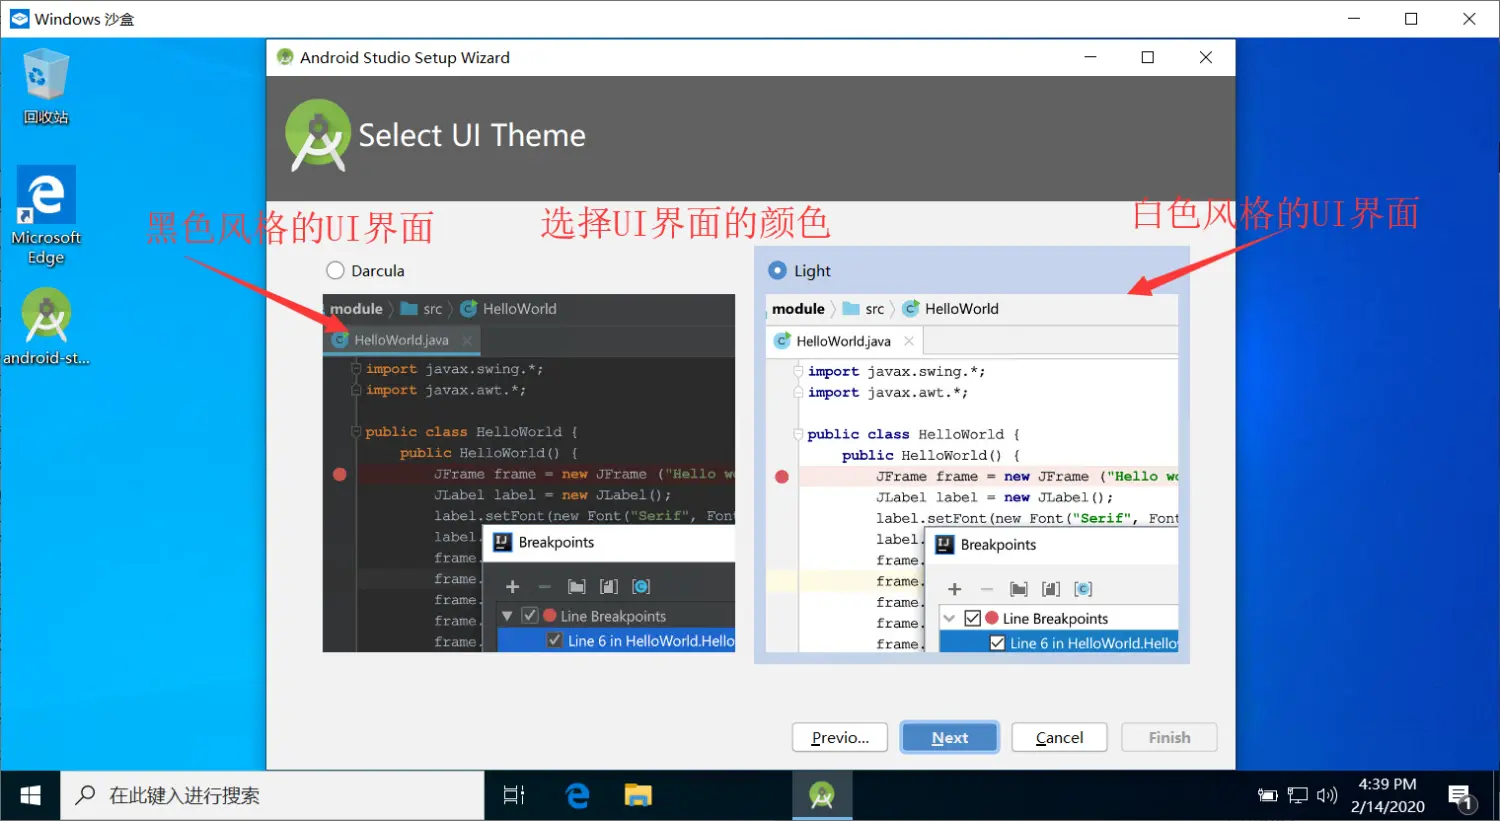 Windows 沙盒
回收站
Microsoft
Edge
android-st...
Android Studio Setup Wizard
Select UI Theme
黑色风格的UI界面
选择UI界面的颜色
白色风格的UI界面
Darcula
module
src
HelloWorld
HelloWorld.java
import javax.swing.*;
import javax.awt.*;
public class HelloWorld {
public HelloWorld() {
JFrame frame = new JFrame ("Hello wo
JLabel label = new JLabel();
label.setFont(new Font("Serif", Font
label.
frame.
frame.
frame.
frame.
frame.
Breakpoints
Line Breakpoints
Line 6 in HelloWorld.Hello
Light
module
src
HelloWorld
HelloWorld.java
import javax.swing.*;
import javax.awt.*;
public class HelloWorld {
public HelloWorld() {
JFrame frame = new JFrame ("Hello wo
JLabel label = new JLabel();
label.setFont(new Font("Serif", Font
label.
frame.
frame.
frame.
frame.
frame.
Breakpoints
Line Breakpoints
Line 6 in HelloWorld.Hello
Previo...
Next
Cancel
Finish
在此键入进行搜索
4:39 PM
2/14/2020
1